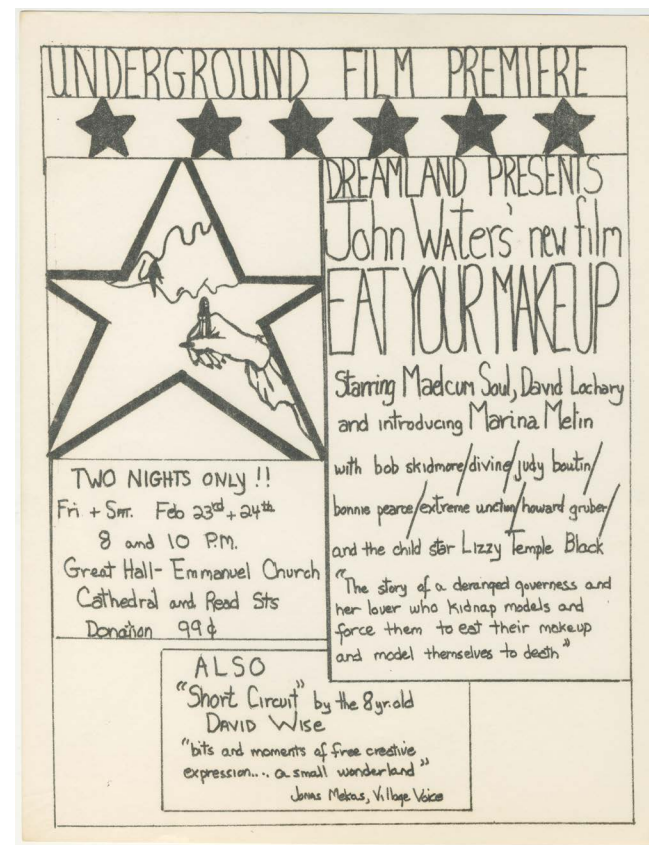 UNDERGROUND FILM PREMIERE
DREAMLAND PRESENTS
John Waters' new film
EAT YOUR MAKEUP
Starring Maelcum Soul, David Lochary
and introducing Marina Melin
with bob skidmore/divine/judy boutin/
bonnie pearce/extreme unction/howard gruber/
and the child star Lizzy Temple Black
"The story of a deranged governess and
her lover who kidnap models and
force them to eat their makeup
and model themselves to death"
TWO NIGHTS ONLY !!
Fri + Sat. Feb 23rd + 24th
8 and 10 P.M.
Great Hall- Emmanuel Church
Cathedral and Read Sts
Donation 99¢
ALSO
"Short Circuit" by the 8 yr. old
DAVID WISE
"bits and moments of free creative
expression... a small wonderland"
Jonas Mekas, Village Voice